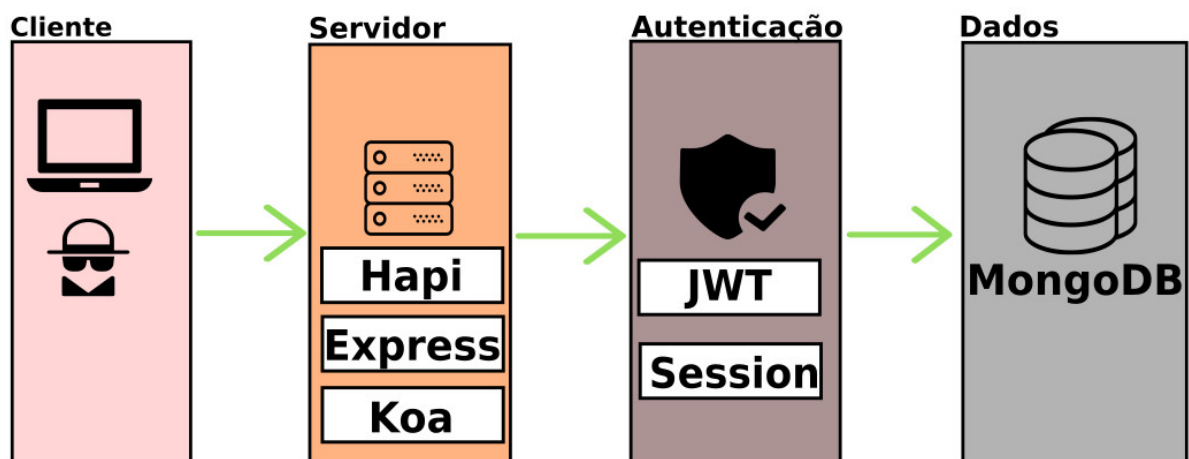 Cliente
Servidor
Autenticação
Dados
Hapi
Express
Koa
JWT
Session
MongoDB